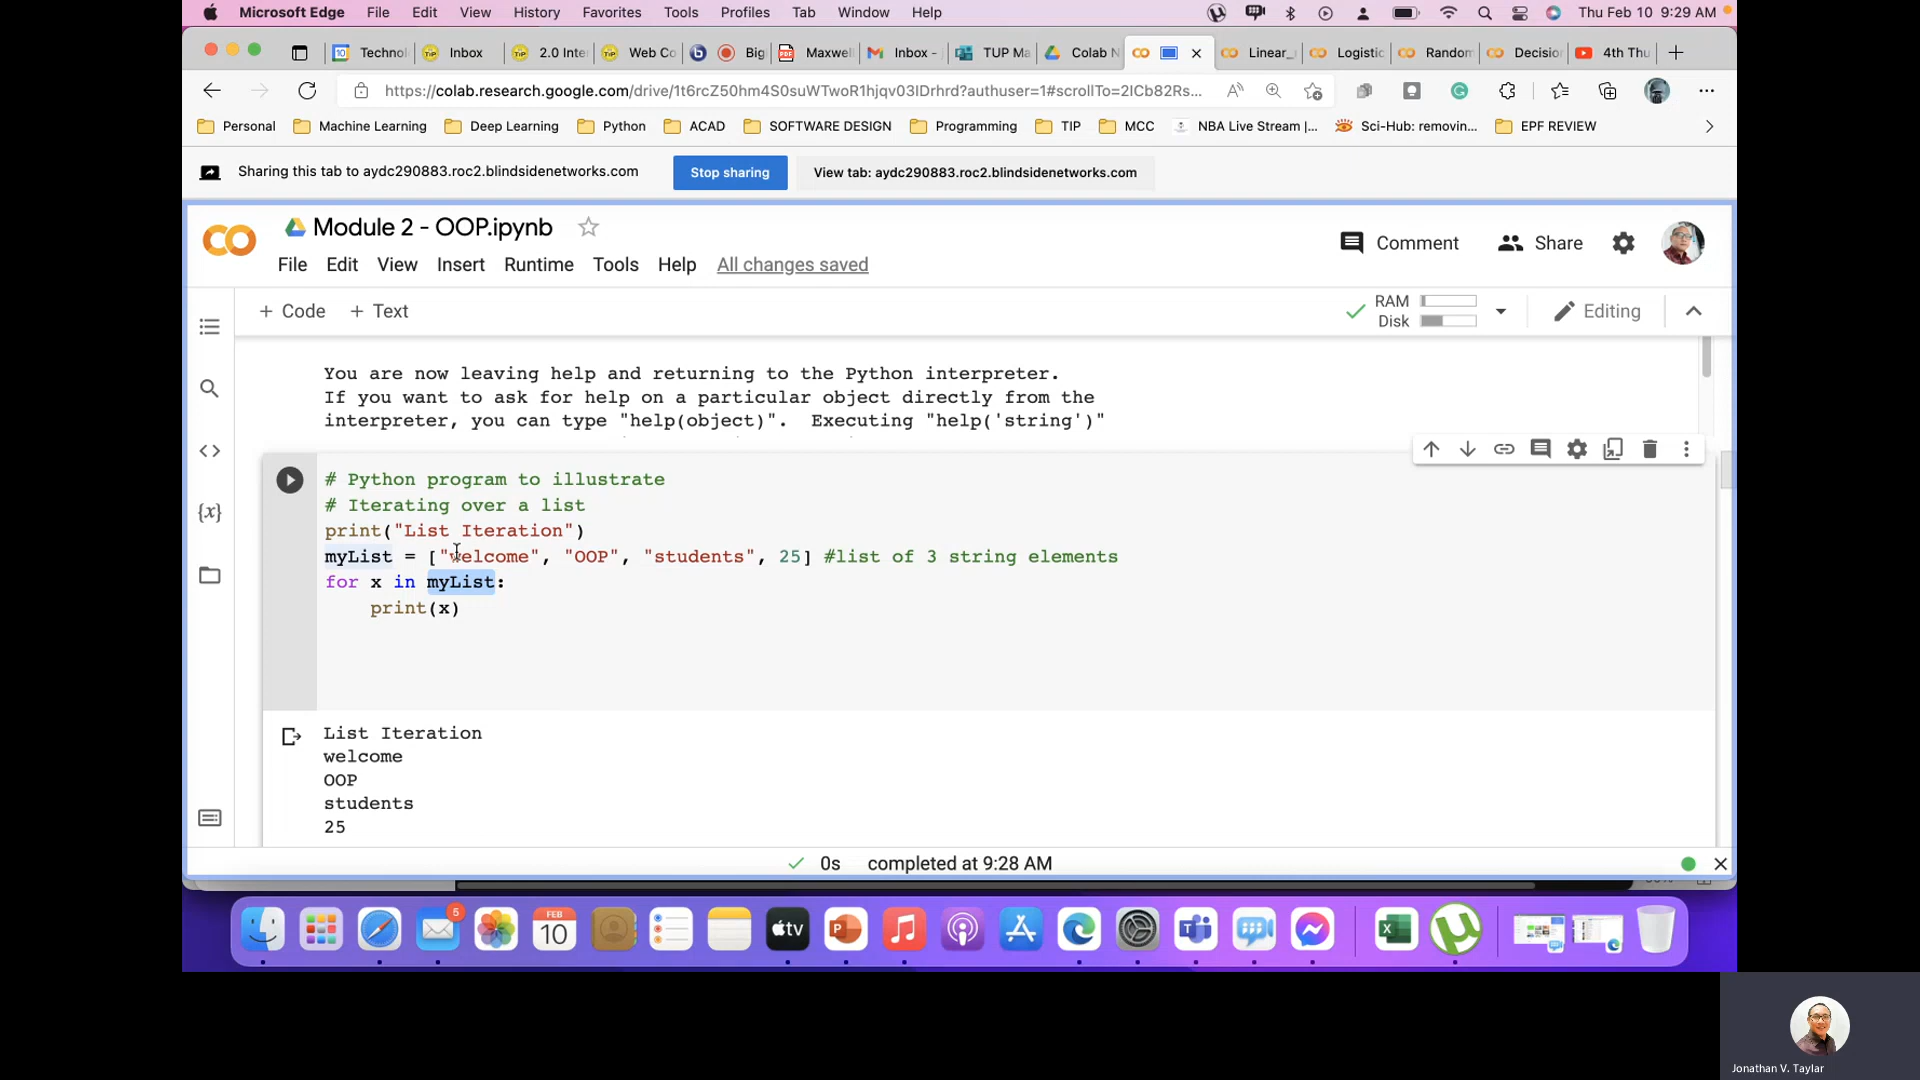 Microsoft Edge File Edit View History Favorites Tools Profiles Tab Window Help Thu Feb 10 9:29 AM
Technol Inbox 2.0 Inte Web Co Big Maxwel Inbox - TUP Ma Colab N Linear_ Logistic Random Decision 4th Thu
https://colab.research.google.com/drive/1t6rcZ50hm4S0suWTwoR1hjqv03lDrhrd?authuser=1#scrollTo=2ICb82Rs...
Personal Machine Learning Deep Learning Python ACAD SOFTWARE DESIGN Programming TIP MCC NBA Live Stream |... Sci-Hub: removin... EPF REVIEW
Sharing this tab to aydc290883.roc2.blindsidenetworks.com Stop sharing View tab: aydc290883.roc2.blindsidenetworks.com
Module 2 - OOP.ipynb
Comment Share
File Edit View Insert Runtime Tools Help All changes saved
+ Code + Text
RAM
Disk
Editing
You are now leaving help and returning to the Python interpreter.
If you want to ask for help on a particular object directly from the
interpreter, you can type "help(object)". Executing "help('string')"
# Python program to illustrate
# Iterating over a list
print("List Iteration")
myList = ["welcome", "OOP", "students", 25] #list of 3 string elements
for x in myList:
print(x)
List Iteration
welcome
OOP
students
25
0s completed at 9:28 AM
5
FEB
10
tv
Jonathan V. Taylor